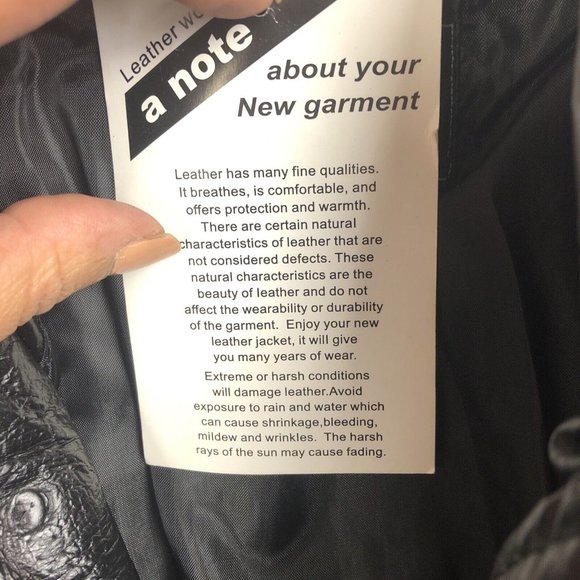 Leather
a note
about your
New garment
Leather has many fine qualities.
It breathes, is comfortable, and
offers protection and warmth.
There are certain natural
characteristics of leather that are
not considered defects. These
natural characteristics are the
beauty of leather and do not
affect the wearability or durability
of the garment. Enjoy your new
leather jacket, it will give
you many years of wear.
Extreme or harsh conditions
will damage leather.Avoid
exposure to rain and water which
can cause shrinkage,bleeding,
mildew and wrinkles. The harsh
rays of the sun may cause fading.